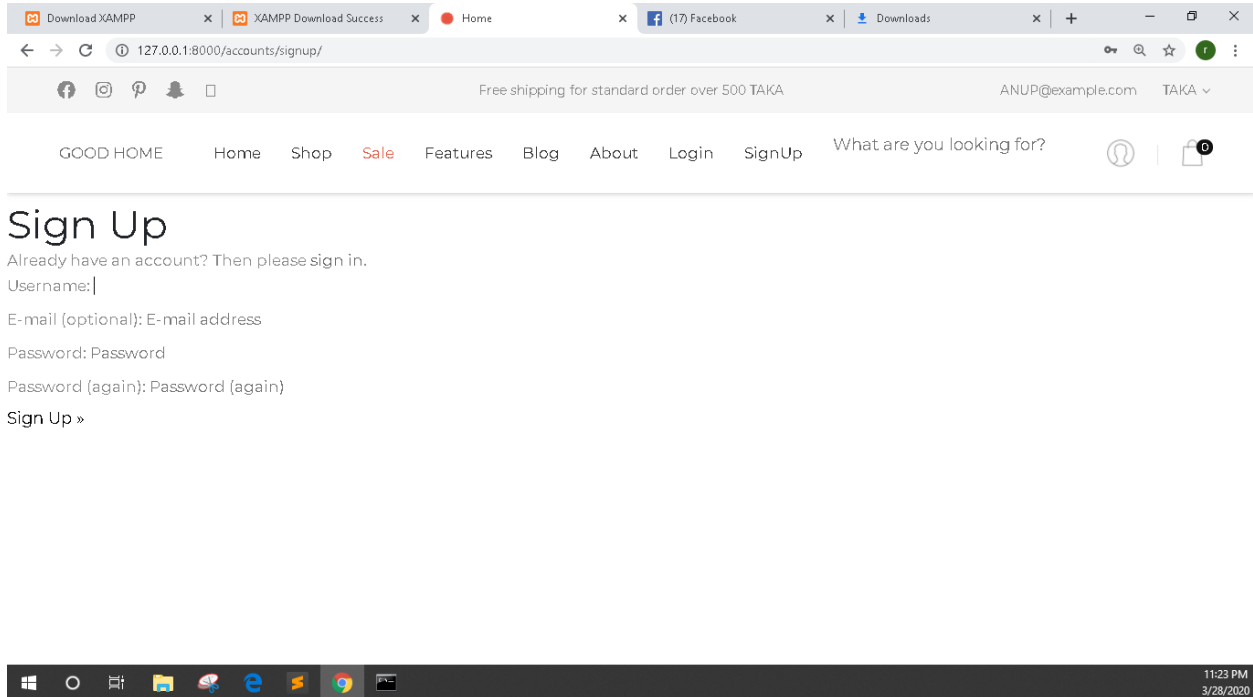 Download XAMPP
XAMPP Download Success
Home
(17) Facebook
Downloads
127.0.0.1:8000/accounts/signup/
r
Free shipping for standard order over 500 TAKA
ANUP@example.com
TAKA
GOOD HOME
Home
Shop
Sale
Features
Blog
About
Login
SignUp
What are you looking for?
0
Sign Up
Already have an account? Then please sign in.
Username:
E-mail (optional): E-mail address
Password: Password
Password (again): Password (again)
Sign Up »
11:23 PM
3/28/2020